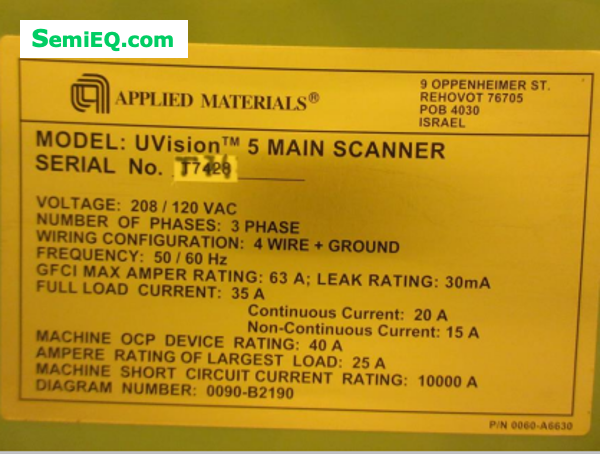 SemiEQ.com
APPLIED MATERIALS®
9 OPPENHEIMER ST.
REHOVOT 76705
POB 4030
ISRAEL
MODEL: UVision™ 5 MAIN SCANNER
SERIAL No.
VOLTAGE: 208 / 120 VAC
NUMBER OF PHASES: 3 PHASE
WIRING CONFIGURATION: 4 WIRE + GROUND
FREQUENCY: 50 / 60 Hz
GFCI MAX AMPER RATING: 63 A; LEAK RATING: 30mA
FULL LOAD CURRENT: 35 A
Continuous Current: 20 A
Non-Continuous Current: 15 A
MACHINE OCP DEVICE RATING: 40 A
AMPERE RATING OF LARGEST LOAD: 25 A
MACHINE SHORT CIRCUIT CURRENT RATING: 10000 A
DIAGRAM NUMBER: 0090-B2190
P/N 0060-A6630